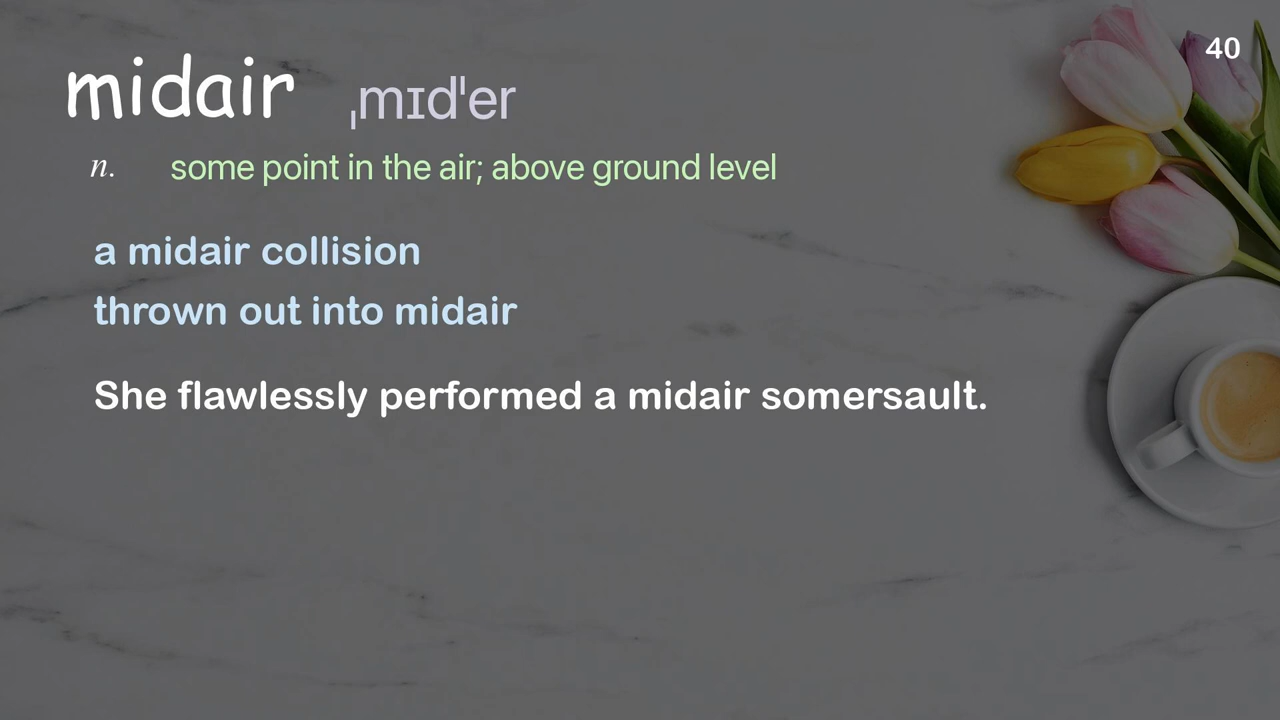 40
midair ˌmɪdˈer
n. some point in the air; above ground level
a midair collision
thrown out into midair
She flawlessly performed a midair somersault.